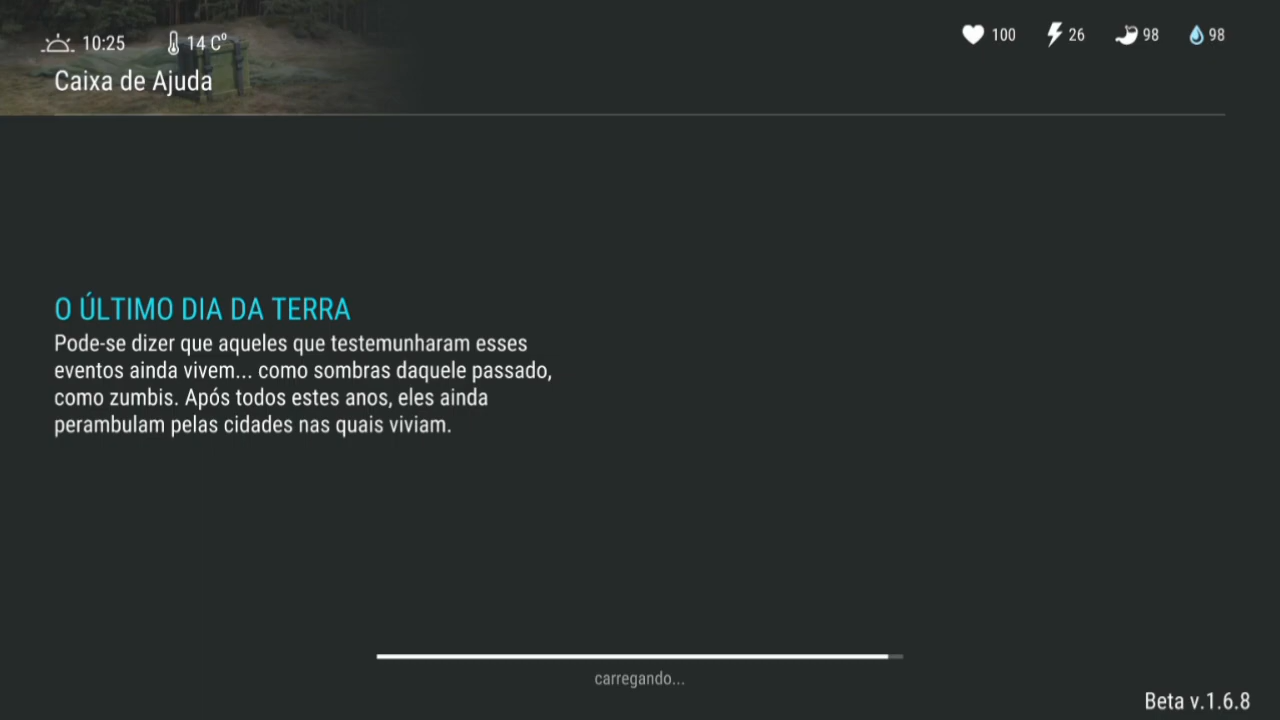 10:25 14 Cº
100 26 98 98
Caixa de Ajuda
O ÚLTIMO DIA DA TERRA
Pode-se dizer que aqueles que testemunharam esses
eventos ainda vivem... como sombras daquele passado,
como zumbis. Após todos estes anos, eles ainda
perambulam pelas cidades nas quais viviam.
carregando...
Beta v.1.6.8